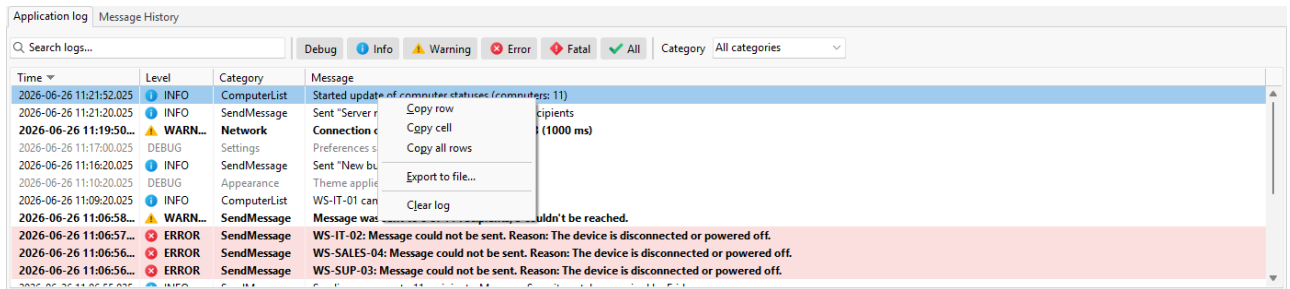 Application log Message History
Search logs... Debug Info Warning Error Fatal All Category All categories
Time Level Category Message
2026-06-26 11:21:52.025 INFO ComputerList Started update of computer statuses (computers: 11)
2026-06-26 11:21:20.025 INFO SendMessage Sent "Server
Copy row
2026-06-26 11:19:50... WARN... Network Connection (1000 ms)
Copy cell
2026-06-26 11:17:00.025 DEBUG Settings Preferences
Copy all rows
2026-06-26 11:16:20.025 INFO SendMessage Sent "New
Export to file...
2026-06-26 11:10:20.025 DEBUG Appearance Theme
2026-06-26 11:09:20.025 INFO ComputerList WS-IT-01
Clear log
2026-06-26 11:06:58... WARN... SendMessage Message was be reached.
2026-06-26 11:06:57... ERROR SendMessage WS-IT-02: Message could not be sent. Reason: The device is disconnected or powered off.
2026-06-26 11:06:56... ERROR SendMessage WS-SALES-04: Message could not be sent. Reason: The device is disconnected or powered off.
2026-06-26 11:06:56... ERROR SendMessage WS-SUP-03: Message could not be sent. Reason: The device is disconnected or powered off.